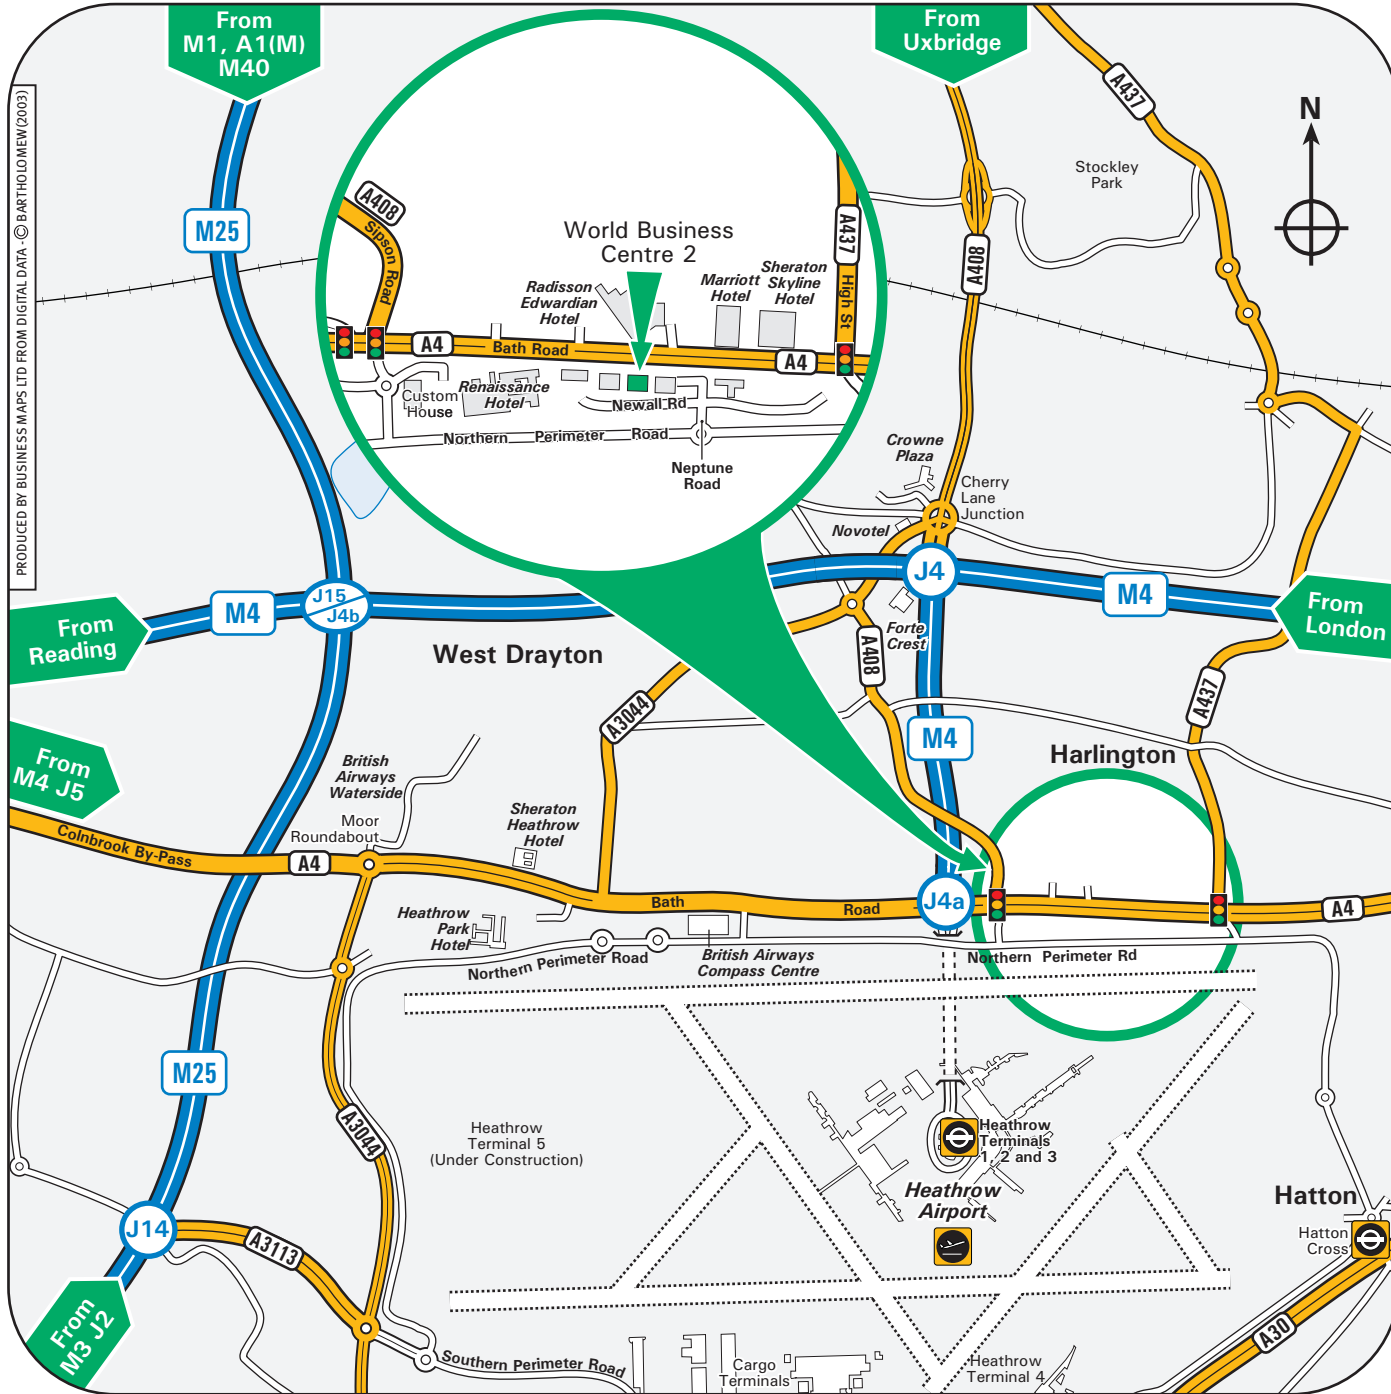 From
M1, A1(M)
M40
From
Uxbridge
A437
N
Stockley
Park
PRODUCED BY BUSINESS MAPS LTD FROM DIGITAL DATA - © BARTHOLOMEW (2003)
M25
A408
Sipson Road
World Business
Centre 2
A437
High St
A408
Radisson
Edwardian
Hotel
Marriott
Hotel
Sheraton
Skyline
Hotel
A4
Bath Road
A4
Custom
House
Renaissance
Hotel
Newall Rd
Northern Perimeter Road
Neptune
Road
Crowne
Plaza
Cherry
Lane
Junction
Novotel
J4
M4
From
London
From
Reading
M4
J15
J4b
West Drayton
Forte
Crest
A408
A437
A3044
M4
Harlington
From
M4 J5
British
Airways
Waterside
Moor
Roundabout
Sheraton
Heathrow
Hotel
Colnbrook By-Pass
A4
Bath Road
J4a
A4
Heathrow
Park
Hotel
Northern Perimeter Road
British Airways
Compass Centre
Northern Perimeter Rd
M25
A3044
Heathrow
Terminal 5
(Under Construction)
Heathrow
Terminals
1, 2 and 3
Heathrow
Airport
Hatton
Hatton
Cross
J14
A3113
From
M3 J2
Southern Perimeter Road
Cargo
Terminals
Heathrow
Terminal 4
A30